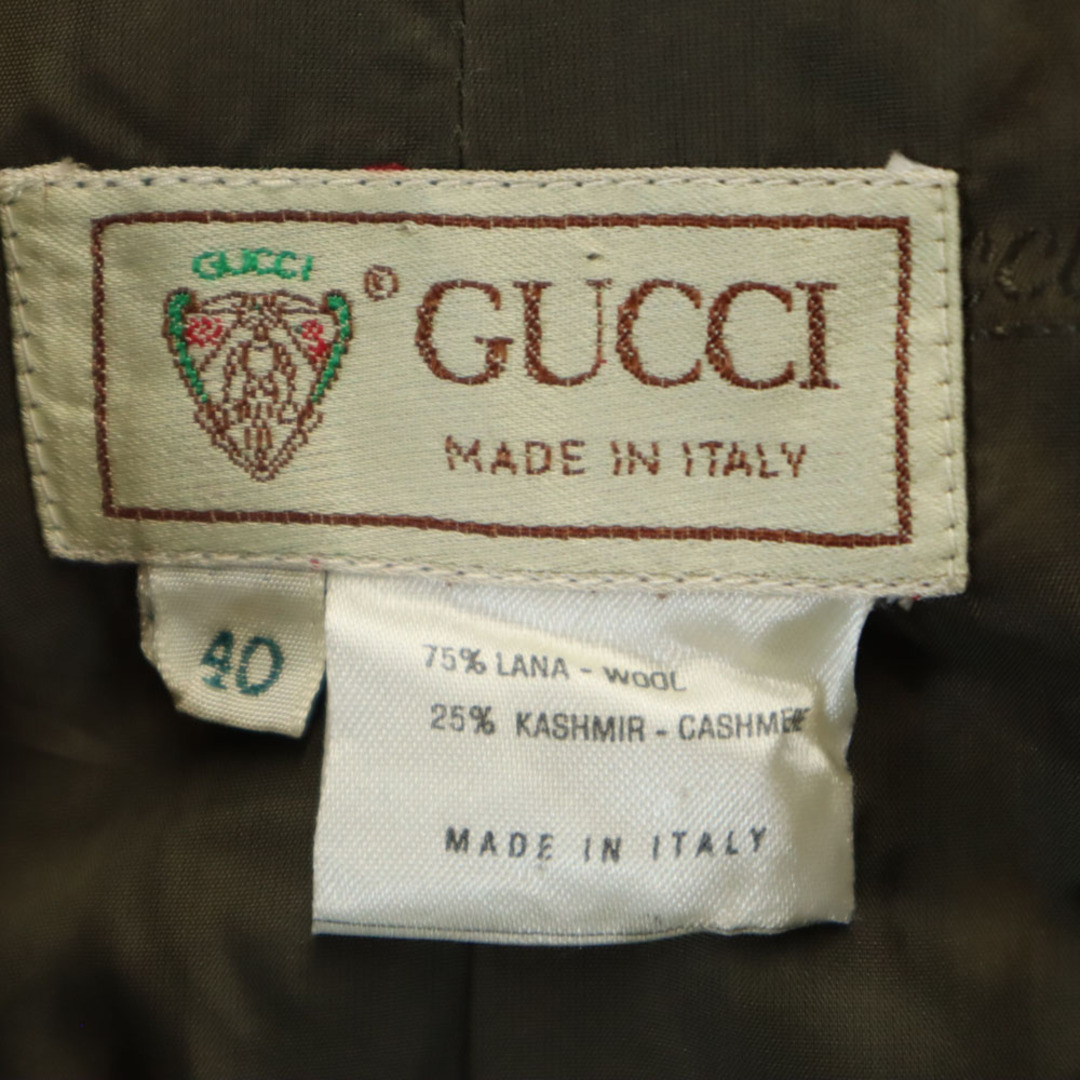 GUCCI
® GUCCI
MADE IN ITALY
40
75% LANA - WOOL
25% KASHMIR - CASHMERE
MADE IN ITALY